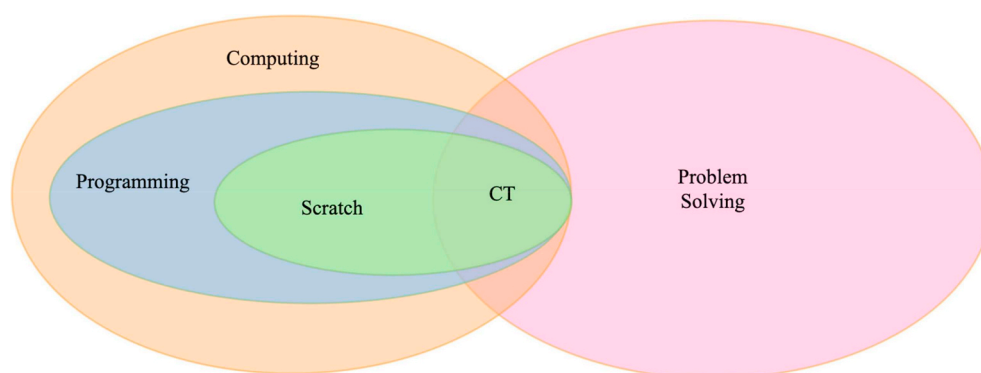 Computing
Programming
Scratch
CT
Problem
Solving